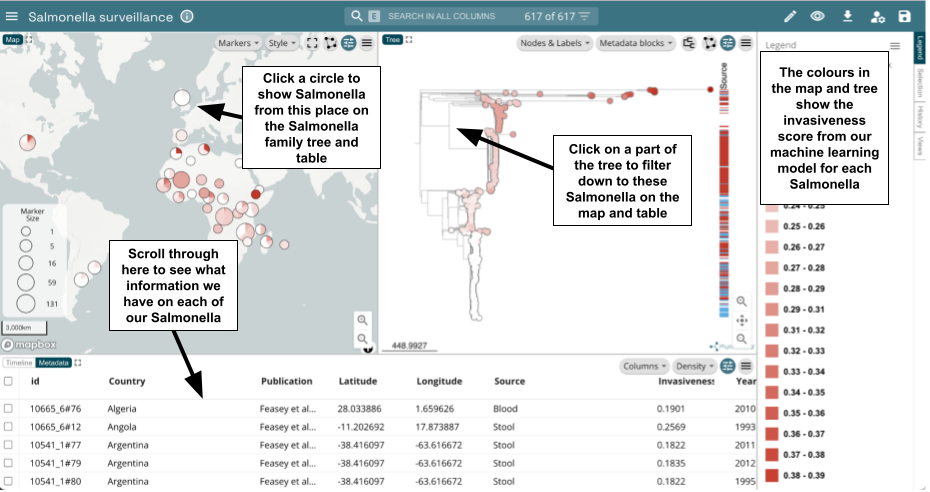 Salmonella surveillance
E SEARCH IN ALL COLUMNS 617 of 617
Map
Markers Style
Tree
Nodes & Labels Metadata blocks
Legend
Legend
Selection
History
Views
Source
Click a circle to
show Salmonella
from this place on
the Salmonella
family tree and
table
Click on a part of
the tree to filter
down to these
Salmonella on the
map and table
The colours in
the map and tree
show the
invasiveness
score from our
machine learning
model for each
Salmonella
Scroll through
here to see what
information we
have on each of
our Salmonella
Marker
Size
1
5
16
59
131
3,000km
mapbox
448.9927
0.24 - 0.25
0.25 - 0.26
0.26 - 0.27
0.27 - 0.28
0.28 - 0.29
0.29 - 0.31
0.31 - 0.32
0.32 - 0.33
0.33 - 0.34
0.34 - 0.35
0.35 - 0.36
0.36 - 0.37
0.37 - 0.38
0.38 - 0.39
Timeline Metadata
Columns Density
id Country Publication Latitude Longitude Source Invasiveness Year
10665_6#76 Algeria Feasey et al... 28.033886 1.659626 Blood 0.1901 2010
10665_6#12 Angola Feasey et al... -11.202692 17.873887 Stool 0.2569 1993
10541_1#77 Argentina Feasey et al... -38.416097 -63.616672 Stool 0.1822 2011
10541_1#79 Argentina Feasey et al... -38.416097 -63.616672 Stool 0.1835 2012
10541_1#80 Argentina Feasey et al... -38.416097 -63.616672 Stool 0.1822 1995